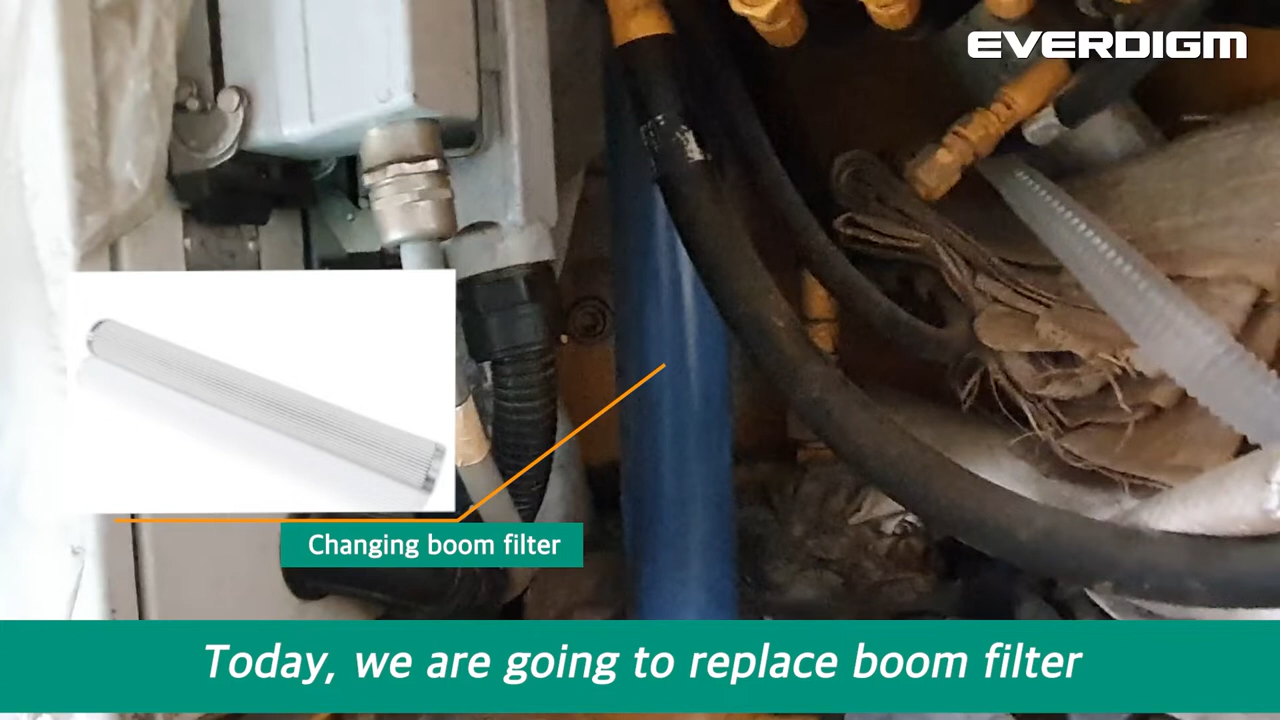 EVERDIGM
Changing boom filter
Today, we are going to replace boom filter